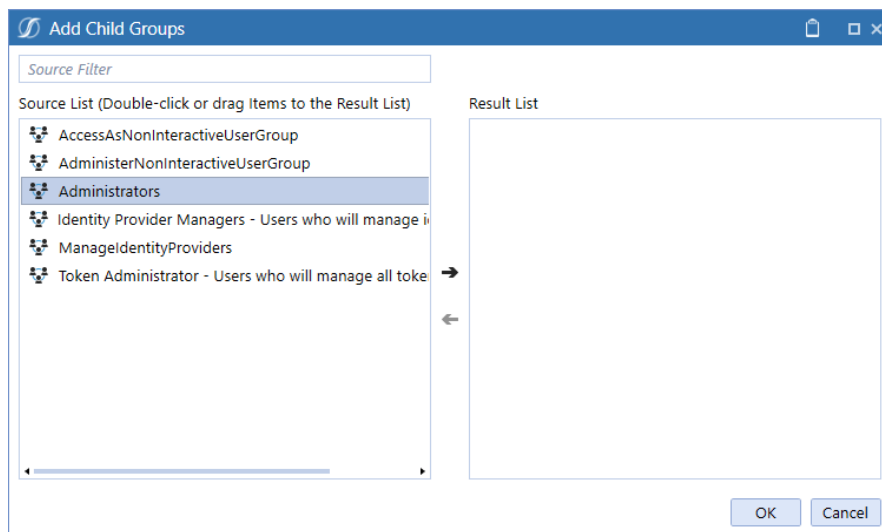 Add Child Groups
Source Filter
Source List (Double-click or drag Items to the Result List)
Result List
AccessAsNonInteractiveUserGroup
AdministerNonInteractiveUserGroup
Administrators
Identity Provider Managers - Users who will manage i
ManageIdentityProviders
Token Administrator - Users who will manage all toke
OK
Cancel